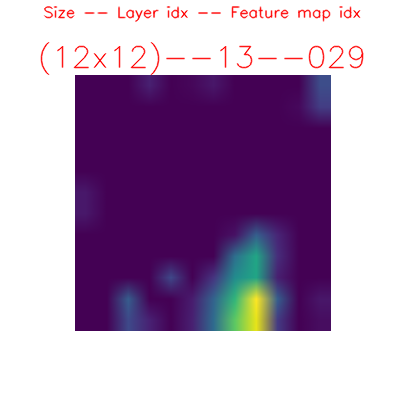 Size -- Layer idx -- Feature map idx
(12x12)--13--029